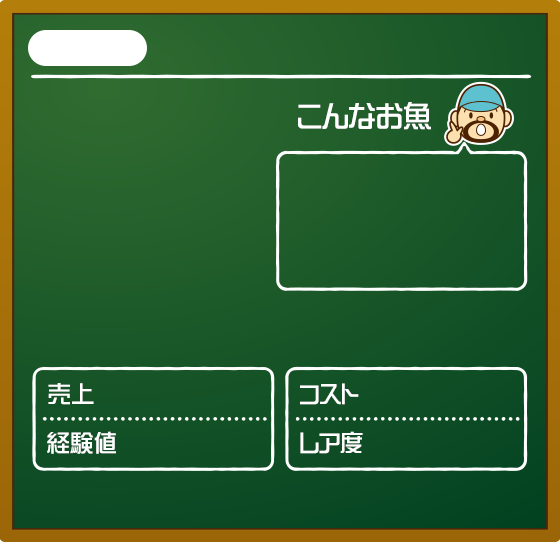 こんなお魚
売上
経験値
コスト
レア度